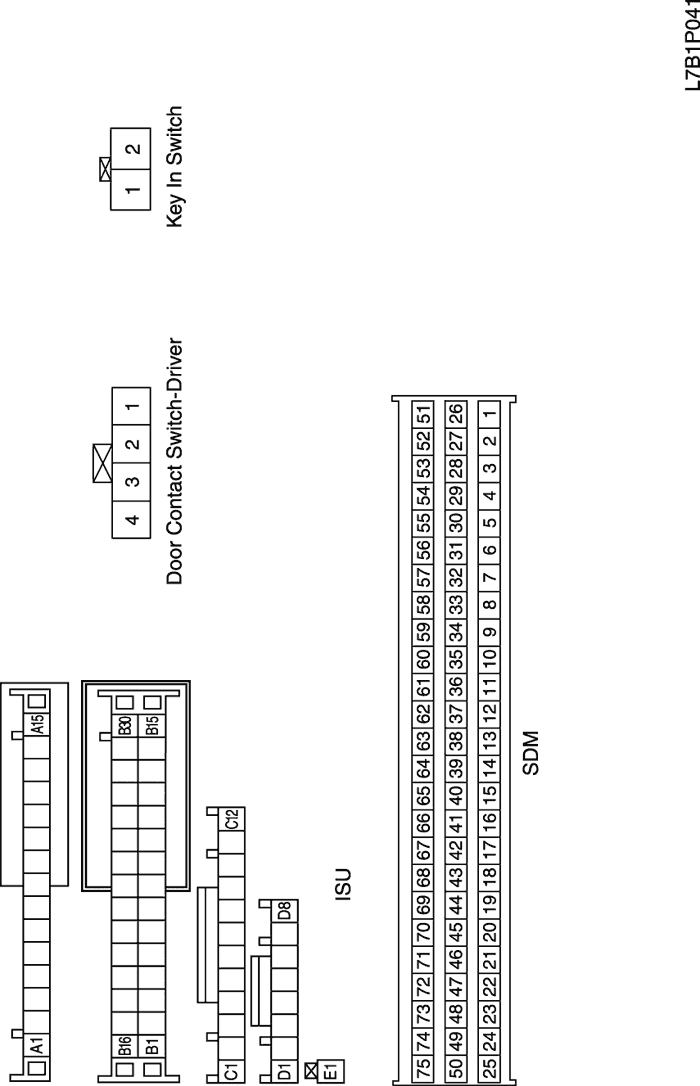 A1 A15
B16 B30
B1 B15
C1 C12
D1 D8
E1
ISU
4 3 2 1
Door Contact Switch-Driver
1 2
Key In Switch
75 74 73 72 71 70 69 68 67 66 65 64 63 62 61 60 59 58 57 56 55 54 53 52 51
50 49 48 47 46 45 44 43 42 41 40 39 38 37 36 35 34 33 32 31 30 29 28 27 26
25 24 23 22 21 20 19 18 17 16 15 14 13 12 11 10 9 8 7 6 5 4 3 2 1
SDM
L7B1P041